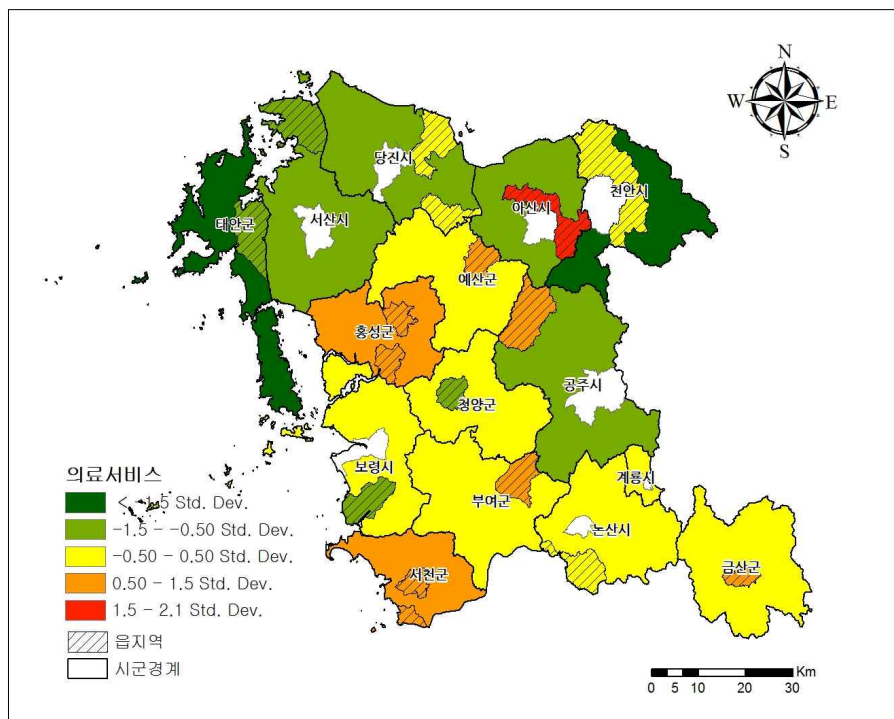 N
W
E
S
당진시
천안시
아산시
태안군
서산시
예산군
홍성군
공주시
청양군
보령시
계룡시
부여군
논산시
서천군
금산군
의료서비스
< -1.5 Std. Dev.
-1.5 - -0.50 Std. Dev.
-0.50 - 0.50 Std. Dev.
0.50 - 1.5 Std. Dev.
1.5 - 2.1 Std. Dev.
읍지역
시군경계
Km
0 5 10 20 30